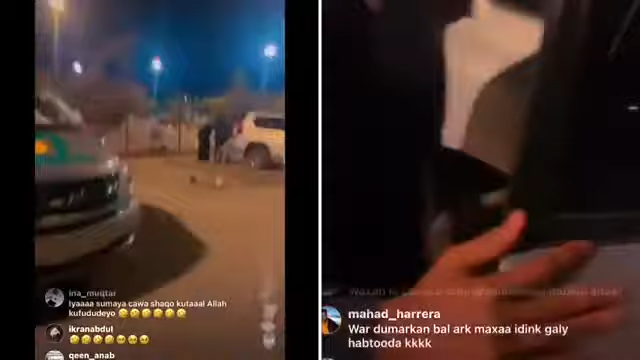 ina_muqtar
Iyaaaa sumaya cawa shaqo kutaaal Allah
kufududeyo
ikranabdul
qeen_anab
mahad_harrera
War dumarkan bal ark maxaa idink galy
habtooda kkkk